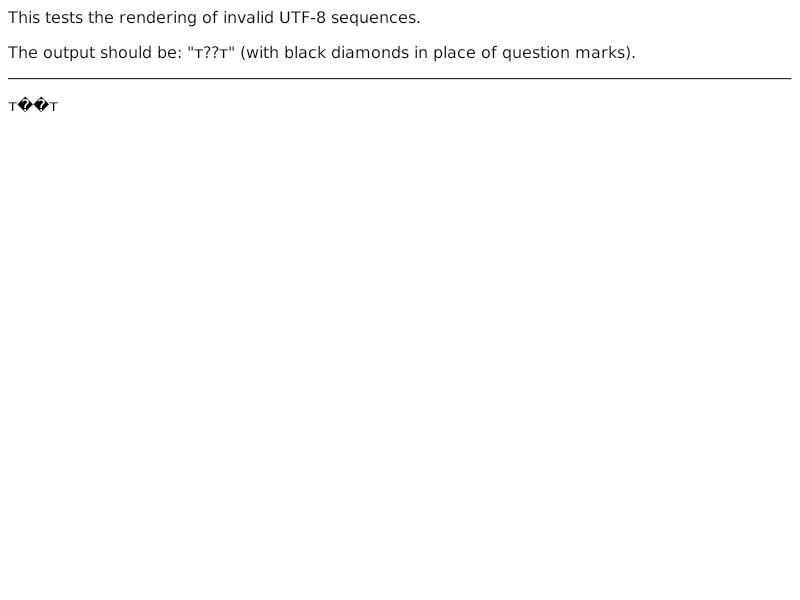 This tests the rendering of invalid UTF-8 sequences.
The output should be: "т??т" (with black diamonds in place of question marks).
т��т